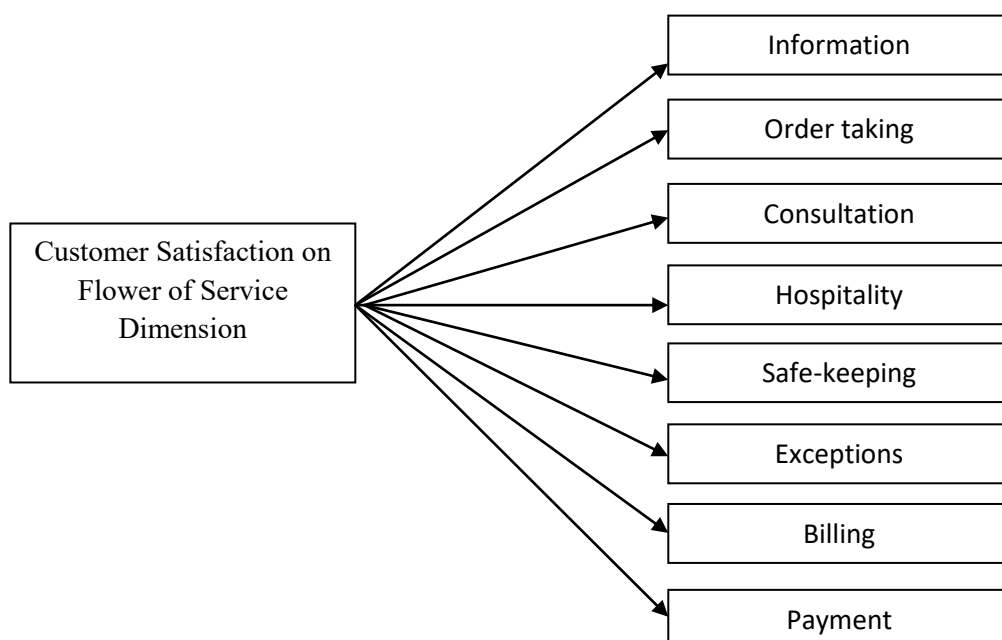 Information
Order taking
Consultation
Customer Satisfaction on
Flower of Service
Dimension
Hospitality
Safe-keeping
Exceptions
Billing
Payment